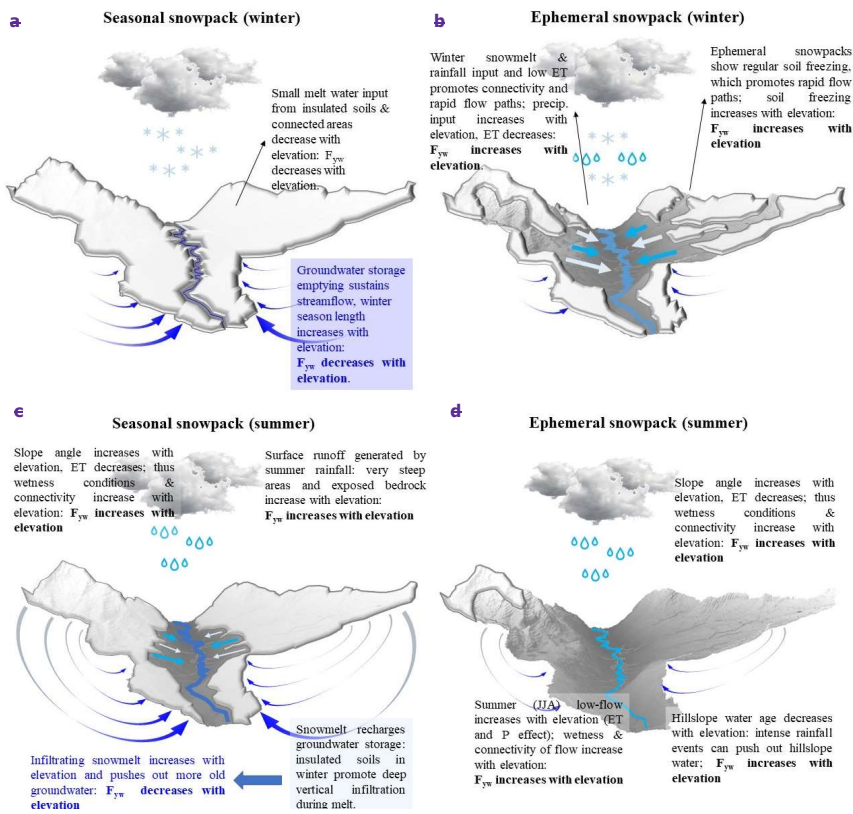 a
Seasonal snowpack (winter)
Small melt water input
from insulated soils &
connected areas
decrease with
elevation: Fyw
decreases with
elevation.
Groundwater storage
emptying sustains
streamflow, winter
season length
increases with
elevation:
Fyw decreases with
elevation.
b
Ephemeral snowpack (winter)
Winter snowmelt &
rainfall input and low ET
promotes connectivity and
rapid flow paths; precip.
input increases with
elevation, ET decreases:
Fyw increases with
elevation.
Ephemeral snowpacks
show regular soil freezing,
which promotes rapid flow
paths; soil freezing
increases with elevation:
Fyw increases with
elevation
c
Seasonal snowpack (summer)
Slope angle increases with
elevation, ET decreases; thus
wetness conditions &
connectivity increase with
elevation: Fyw increases with
elevation
Surface runoff generated by
summer rainfall: very steep
areas and exposed bedrock
increase with elevation:
Fyw increases with elevation
Infiltrating snowmelt increases with
elevation and pushes out more old
groundwater: Fyw decreases with
elevation
Snowmelt recharges
groundwater storage:
insulated soils in
winter promote deep
vertical infiltration
during melt.
d
Ephemeral snowpack (summer)
Slope angle increases with
elevation, ET decreases; thus
wetness conditions &
connectivity increase with
elevation: Fyw increases with
elevation
Summer (JJA) low-flow
increases with elevation (ET
and P effect); wetness &
connectivity of flow increase
with elevation:
Fyw increases with elevation
Hillslope water age decreases
with elevation: intense rainfall
events can push out hillslope
water; Fyw increases with
elevation